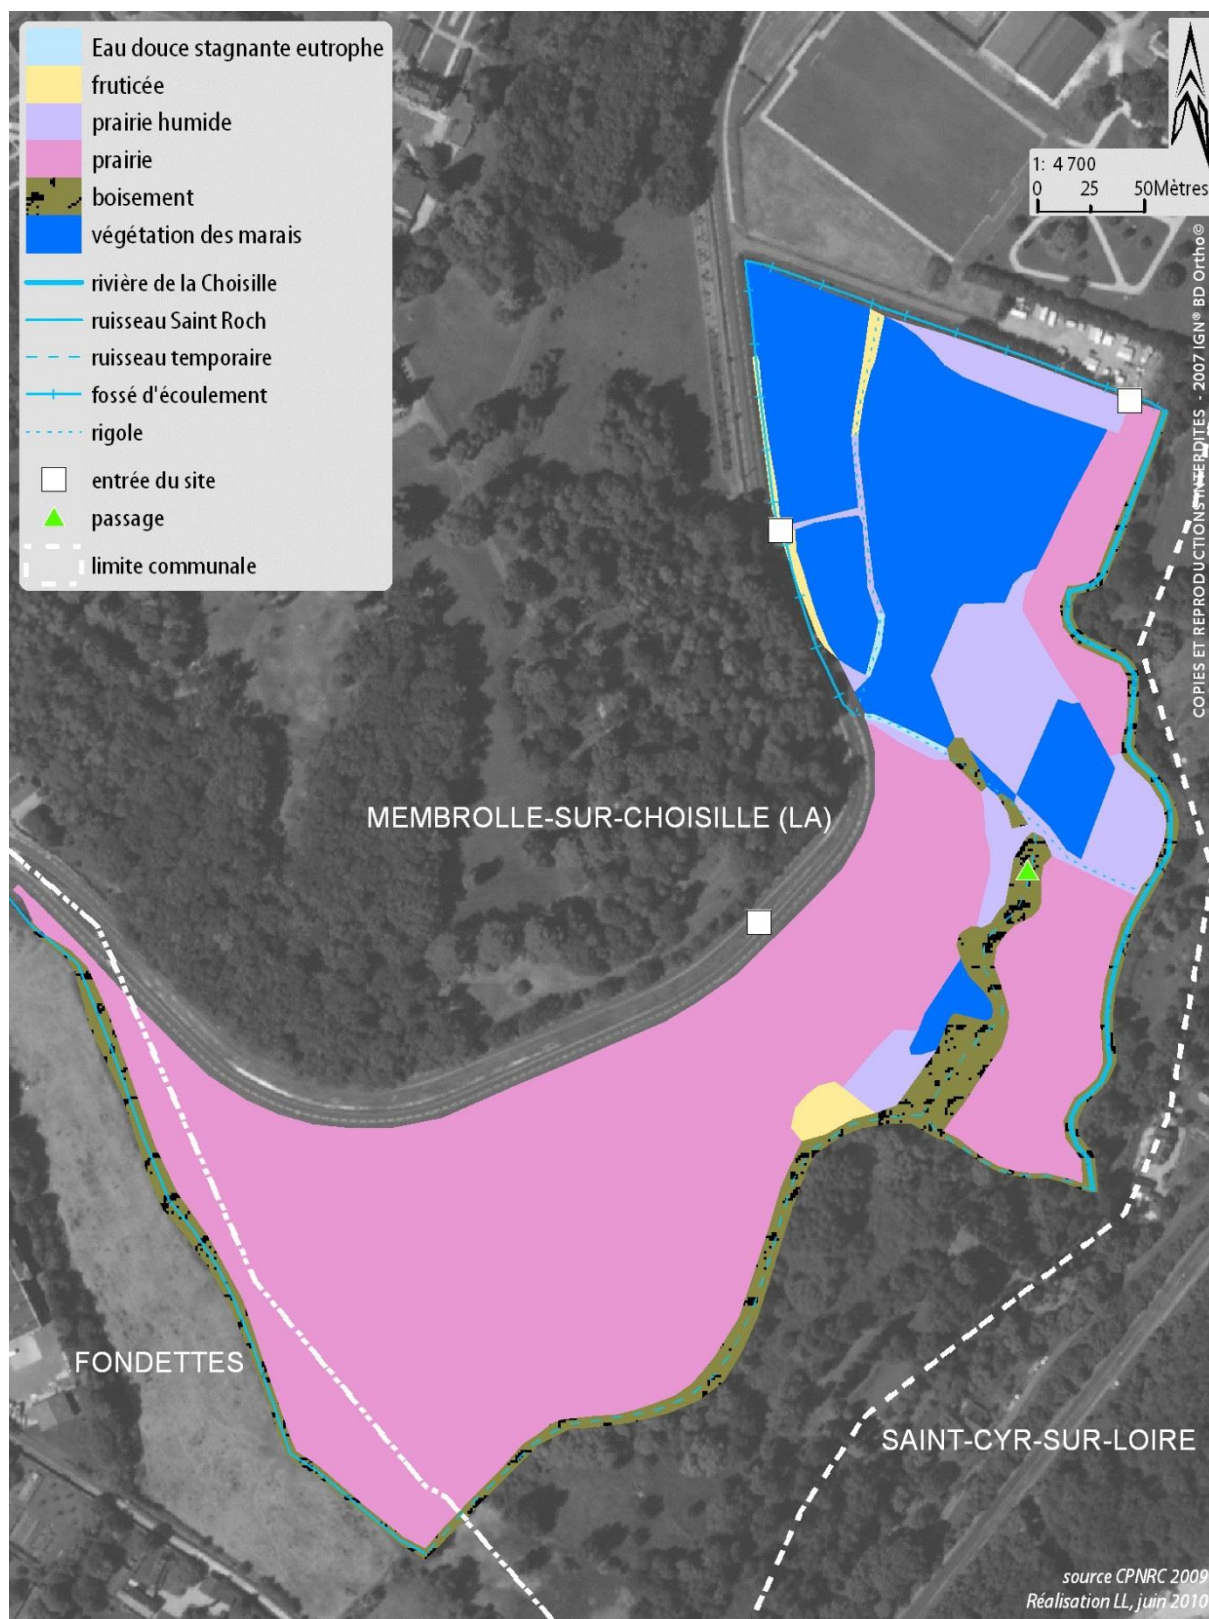 Eau douce stagnante eutrophe
fruticée
prairie humide
prairie
boisement
végétation des marais
rivière de la Choisille
ruisseau Saint Roch
ruisseau temporaire
fossé d'écoulement
rigole
entrée du site
passage
limite communale
1: 4 700
0 25 50Mètres
COPIES ET REPRODUCTIONS INTERDITES - 2007 IGN® BD Ortho©
MEMBROLLE-SUR-CHOISILLE (LA)
FONDETTES
SAINT-CYR-SUR-LOIRE
source CPNRC 2009
Réalisation LL, juin 2010